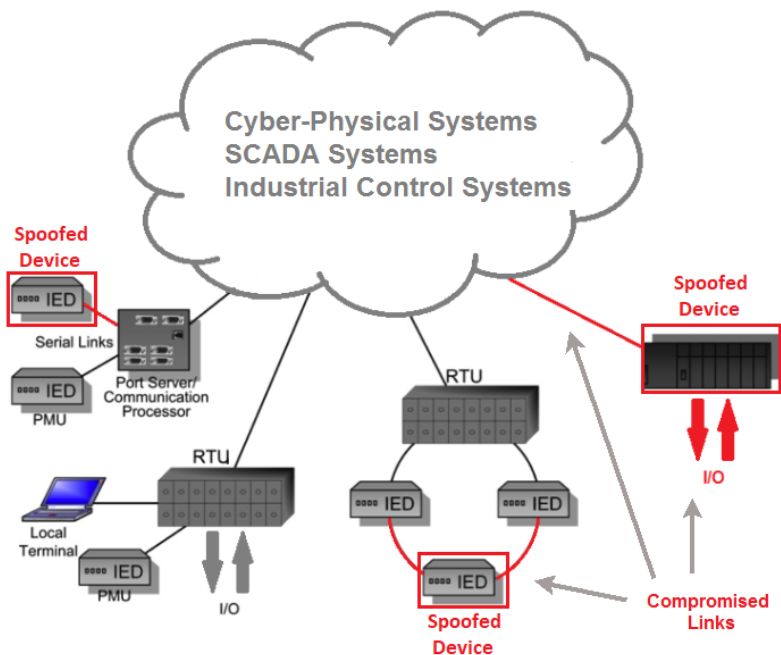 Cyber-Physical Systems
SCADA Systems
Industrial Control Systems
Spoofed
Device
IED
Serial Links
IED
PMU
Port Server/
Communication
Processor
RTU
Local
Terminal
IED
PMU
I/O
RTU
IED
IED
IED
Spoofed
Device
Spoofed
Device
I/O
Compromised
Links